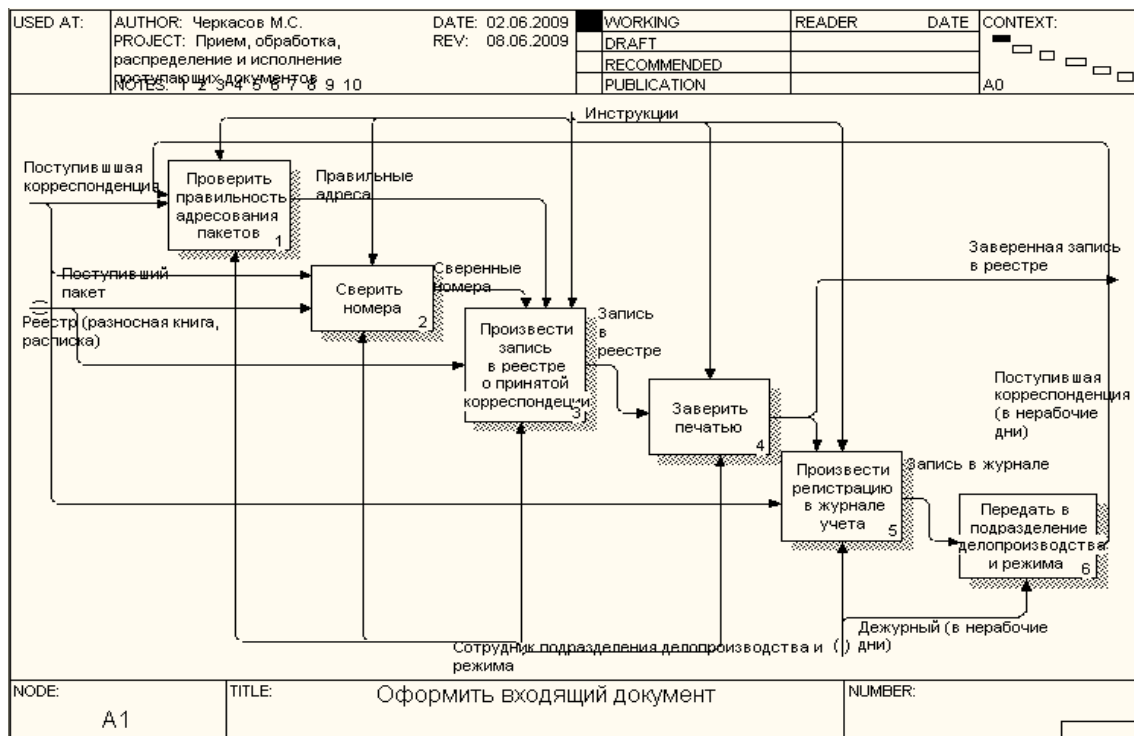 USED AT:
AUTHOR: Черкасов М.С.
DATE: 02.06.2009
PROJECT: Прием, обработка,
распределение и исполнение
поступающих документов
REV: 08.06.2009
NOTES: 1 2 3 4 5 6 7 8 9 10
WORKING
DRAFT
RECOMMENDED
PUBLICATION
READER DATE
CONTEXT:
A0
Инструкции
Поступившшая
корреспонденция
Проверить
правильность
адресования
пакетов
1
Правильные
адреса
Поступивший
пакет
Сверить
номера
2
Сверенные
номера
Реестр (разносная книга,
расписка)
Произвести
запись
в реестре
о принятой
корреспондеции
3
Запись
в
реестре
Заверить
печатью
4
Заверенная запись
в реестре
Поступившая
корреспонденция
(в нерабочие
дни)
Произвести
регистрацию
в журнале
учета
5
Запись в журнале
Передать в
подразделение
делопроизводства
и режима
6
Дежурный (в нерабочие
дни)
Сотрудник подразделения делопроизводства и
режима
NODE:
A1
TITLE:
Оформить входящий документ
NUMBER: